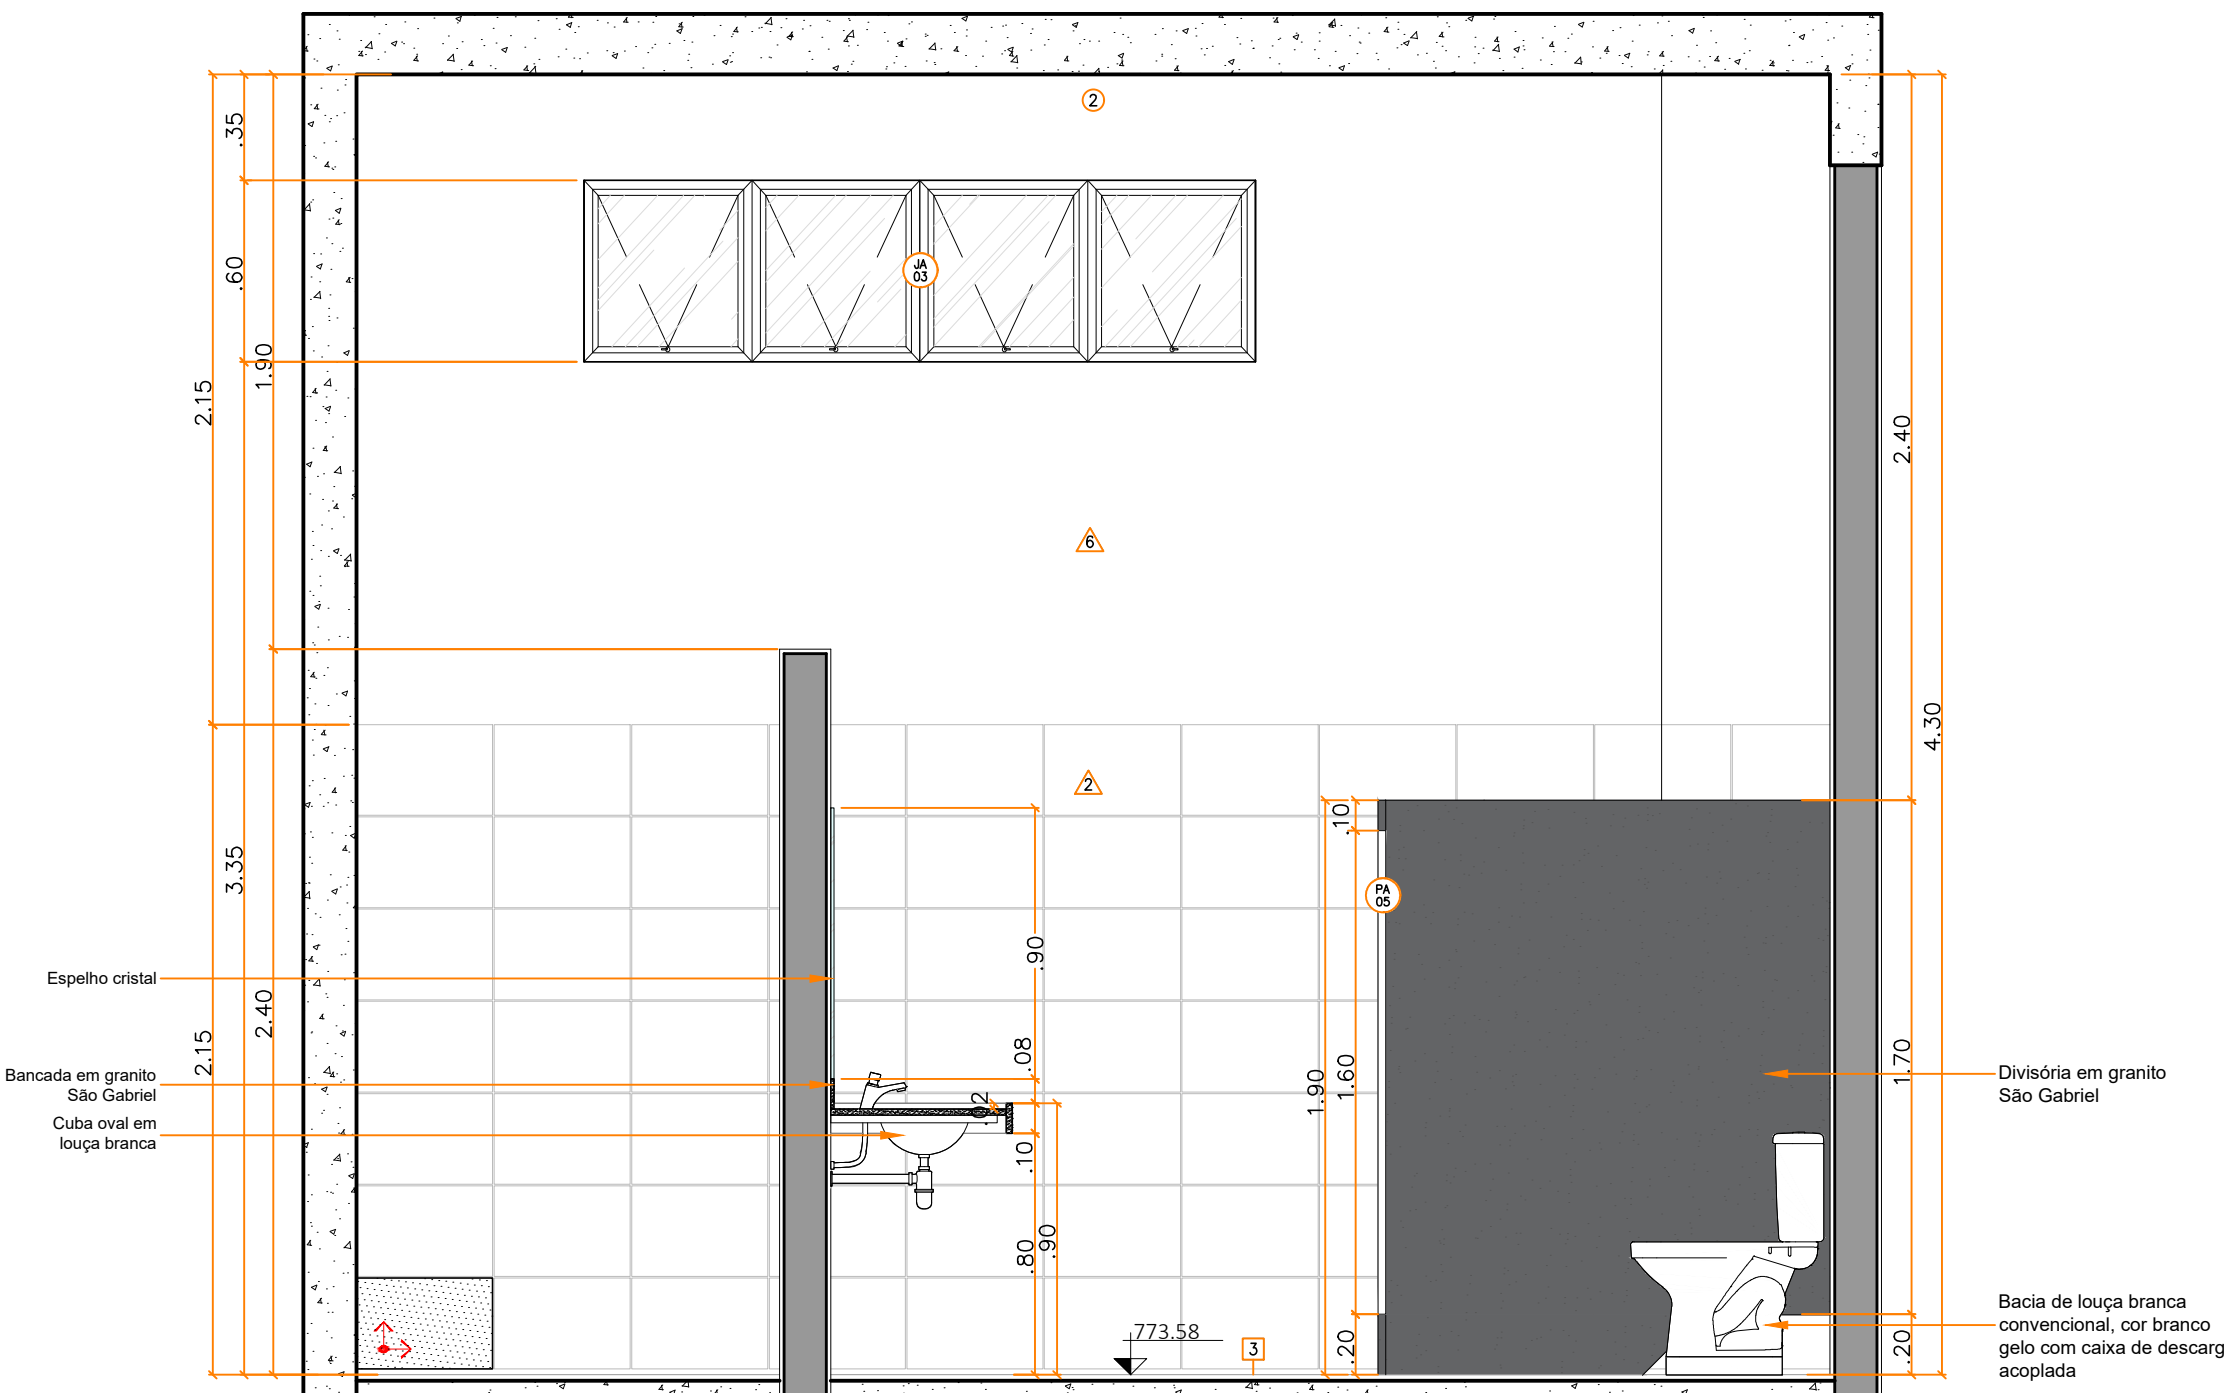 2
.35
JA
03
.60
1.90
2.15
2.40
6
4.30
2
.10
3.35
PA
05
.90
Espelho cristal
2.40
2.15
.08
1.60
1.90
1.70
Bancada em granito
São Gabriel
Divisória em granito
São Gabriel
.02
Cuba oval em
louça branca
.10
.80
.90
773.58
3
.20
.20
Bacia de louça branca
convencional, cor branco
gelo com caixa de descarg
acoplada